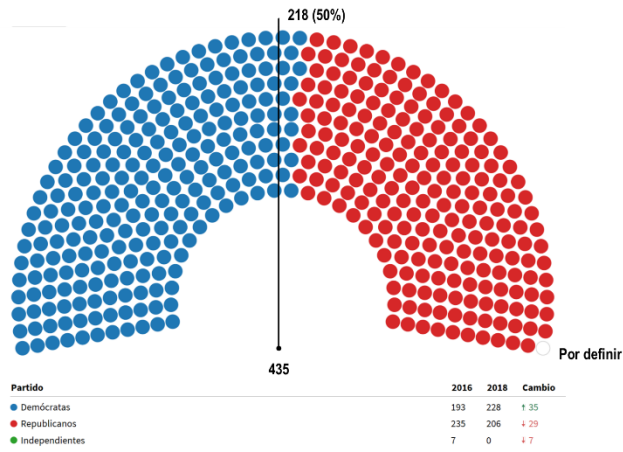 218 (50%)
Por definir
435
Partido 2016 2018 Cambio
Demócratas 193 228 ↑ 35
Republicanos 235 206 ↓ 29
Independientes 7 0 ↓ 7